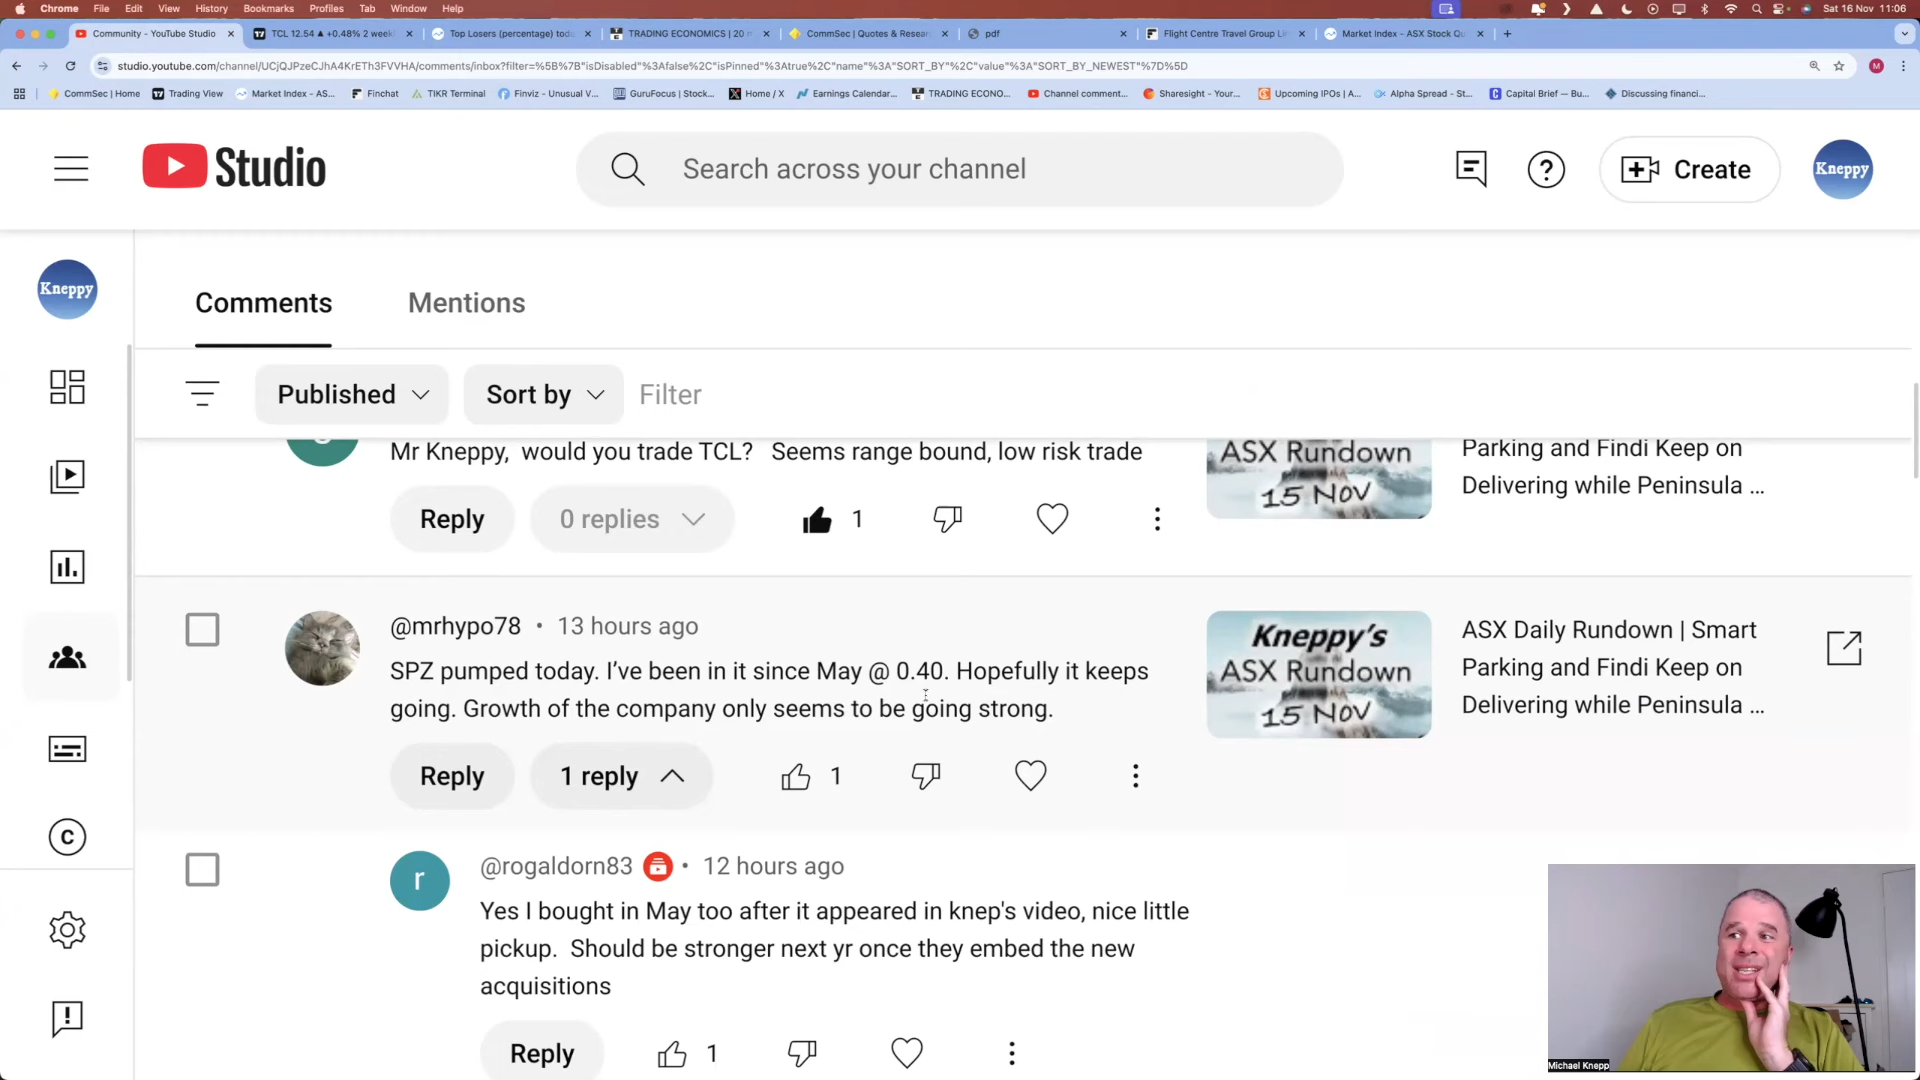 Chrome File Edit View History Bookmarks Profiles Tab Window Help Sat 16 Nov 11:06
Community - YouTube Studio TCL 12.54 ▲ +0.48% 2 week Top Losers (percentage) toda TRADING ECONOMICS | 20 m CommSec | Quotes & Resear pdf Flight Centre Travel Group Li Market Index - ASX Stock Qu
studio.youtube.com/channel/UCjQJPzeCJhA4KrETh3FVVHA/comments/inbox?filter=%5B%7B"isDisabled"%3Afalse%2C"isPinned"%3Atrue%2C"name"%3A"SORT_BY"%2C"value"%3A"SORT_BY_NEWEST"%7D%5D M
CommSec | Home Trading View Market Index - AS... Finchat TIKR Terminal Finviz - Unusual V... GuruFocus | Stock... Home / X Earnings Calendar... TRADING ECONO... Channel comment... Sharesight - Your... Upcoming IPOs | A... Alpha Spread - St... Capital Brief — Bu... Discussing financi...
Studio Search across your channel Create Kneppy
Kneppy
Comments Mentions
Published Sort by Filter
Mr Kneppy, would you trade TCL? Seems range bound, low risk trade
Reply 0 replies 1
ASX Rundown
15 Nov
Parking and Findi Keep on
Delivering while Peninsula ...
@mrhypo78 • 13 hours ago
SPZ pumped today. I've been in it since May @ 0.40. Hopefully it keeps
going. Growth of the company only seems to be going strong.
Reply 1 reply 1
Kneppy's
ASX Rundown
15 Nov
ASX Daily Rundown | Smart
Parking and Findi Keep on
Delivering while Peninsula ...
r
@rogaldorn83 • 12 hours ago
Yes I bought in May too after it appeared in knep's video, nice little
pickup. Should be stronger next yr once they embed the new
acquisitions
Reply 1
C
Michael Knepp